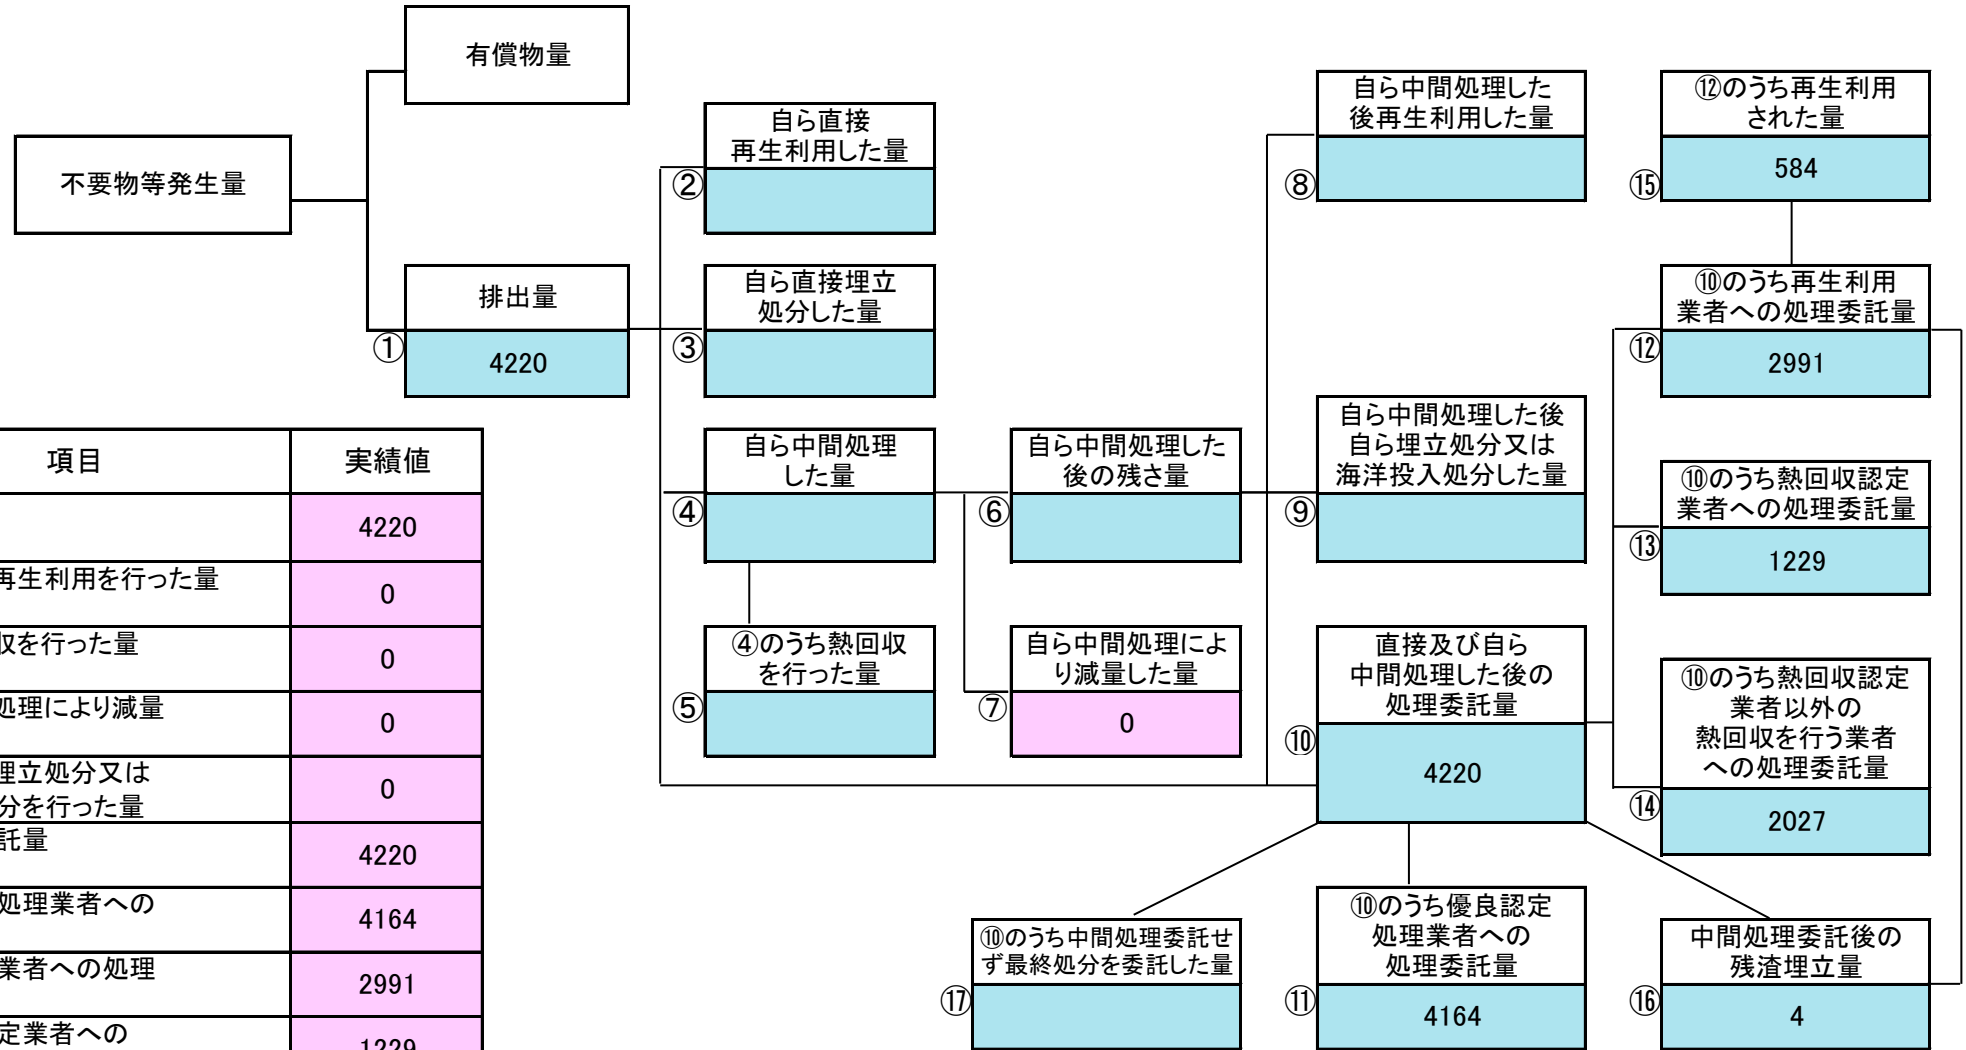 有償物量
不要物等発生量
排出量
①
4220
自ら直接
再生利用した量
②
自ら直接埋立
処分した量
③
自ら中間処理
した量
④
④のうち熱回収
を行った量
⑤
自ら中間処理した
後の残さ量
⑥
自ら中間処理によ
り減量した量
⑦
0
自ら中間処理した
後再生利用した量
⑧
自ら中間処理した後
自ら埋立処分又は
海洋投入処分した量
⑨
直接及び自ら
中間処理した後の
処理委託量
⑩
4220
⑫のうち再生利用
された量
⑮
584
⑩のうち再生利用
業者への処理委託量
⑫
2991
⑩のうち熱回収認定
業者への処理委託量
⑬
1229
⑩のうち熱回収認定
業者以外の
熱回収を行う業者
への処理委託量
⑭
2027
⑩のうち中間処理委託せ
ず最終処分を委託した量
⑰
⑩のうち優良認定
処理業者への
処理委託量
⑪
4164
中間処理委託後の
残渣埋立量
⑯
4
項目 実績値
4220
再生利用を行った量
0
収を行った量
0
処理により減量
0
埋立処分又は
分を行った量
0
託量
4220
処理業者への
4164
業者への処理
2991
定業者への
1229